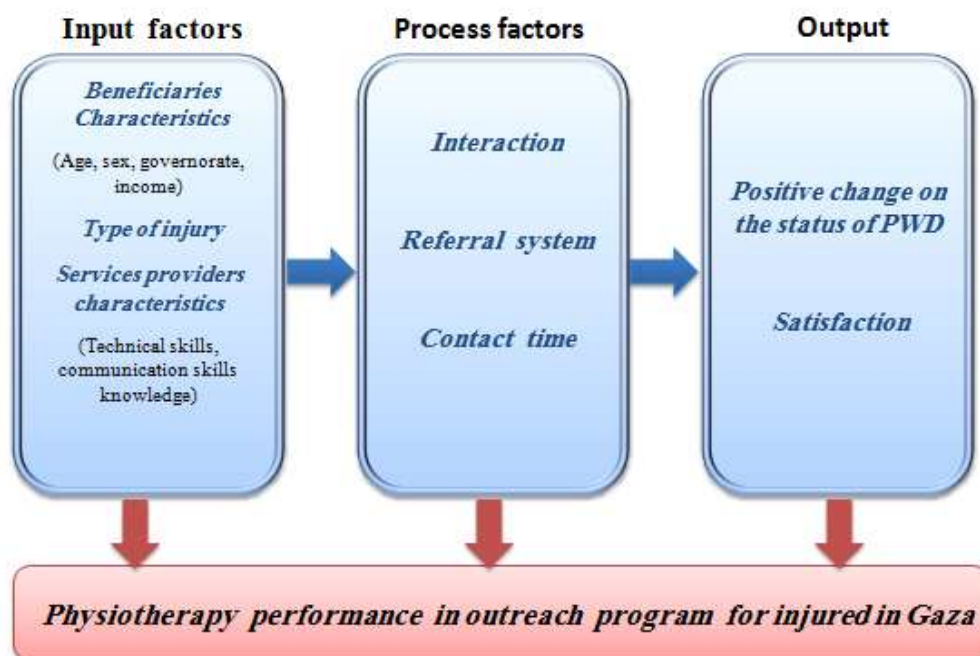 Input factors
Beneficiaries
Characteristics
(Age, sex, governorate,
income)
Type of injury
Services providers
characteristics
(Technical skills,
communication skills
knowledge)
Process factors
Interaction
Referral system
Contact time
Output
Positive change on
the status of PWD
Satisfaction
Physiotherapy performance in outreach program for injured in Gaza